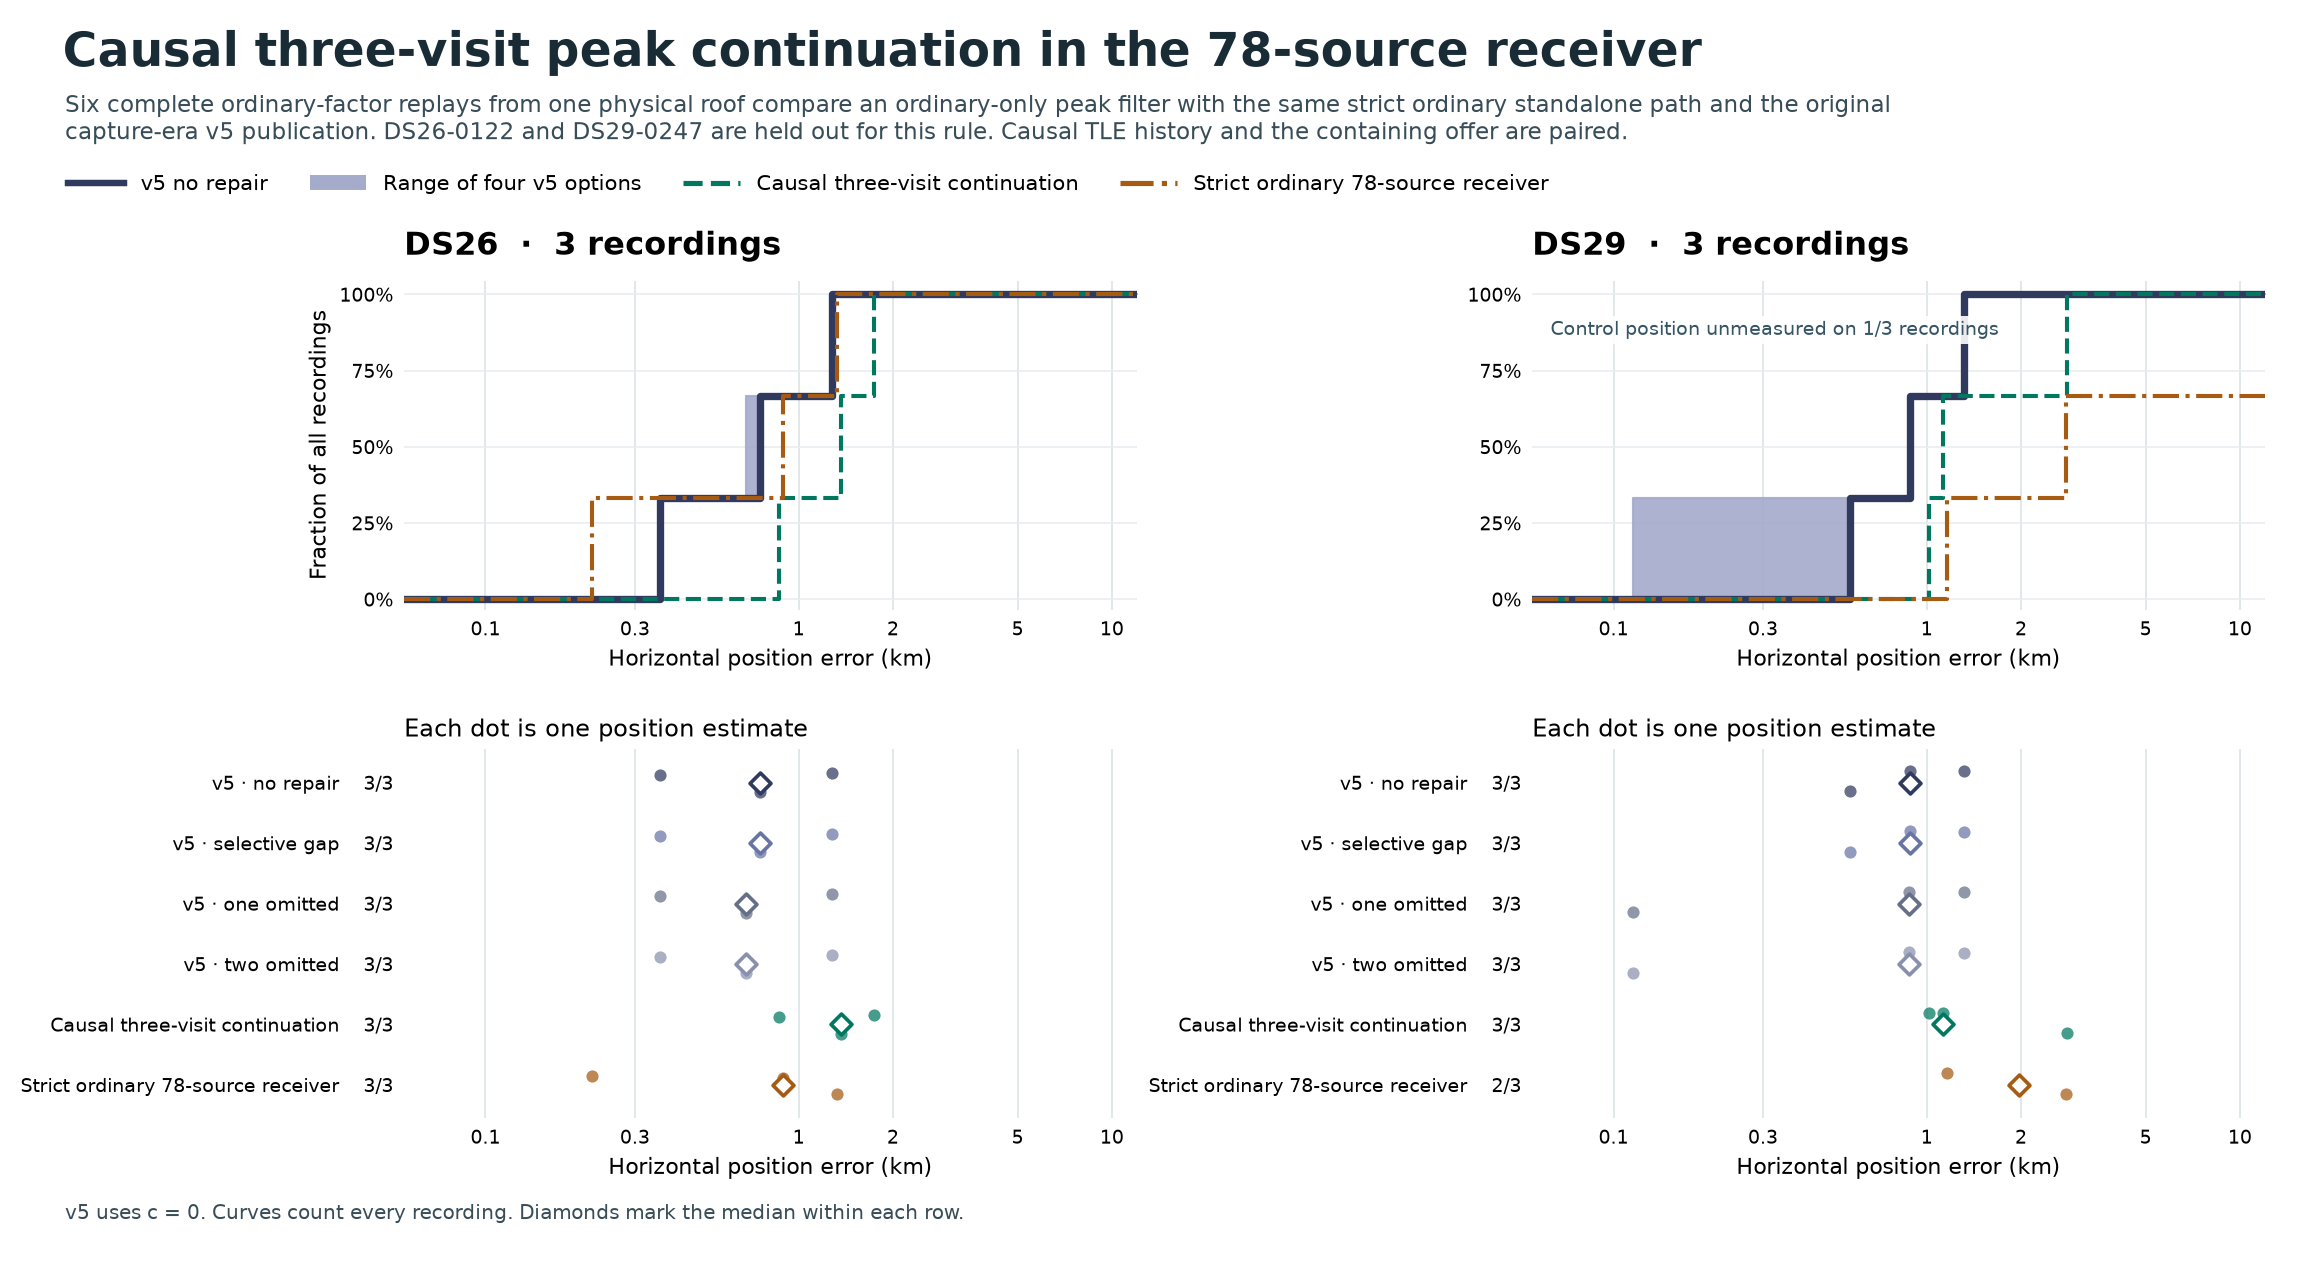 Causal three-visit peak continuation in the 78-source receiver
Six complete ordinary-factor replays from one physical roof compare an ordinary-only peak filter with the same strict ordinary standalone path and the original
capture-era v5 publication. DS26-0122 and DS29-0247 are held out for this rule. Causal TLE history and the containing offer are paired.
v5 no repair
Range of four v5 options
Causal three-visit continuation
Strict ordinary 78-source receiver
DS26 · 3 recordings
Fraction of all recordings
100%
75%
50%
25%
0%
0.1 0.3 1 2 5 10
Horizontal position error (km)
DS29 · 3 recordings
100%
Control position unmeasured on 1/3 recordings
75%
50%
25%
0%
0.1 0.3 1 2 5 10
Horizontal position error (km)
Each dot is one position estimate
v5 · no repair 3/3
v5 · selective gap 3/3
v5 · one omitted 3/3
v5 · two omitted 3/3
Causal three-visit continuation 3/3
Strict ordinary 78-source receiver 3/3
0.1 0.3 1 2 5 10
Horizontal position error (km)
Each dot is one position estimate
v5 · no repair 3/3
v5 · selective gap 3/3
v5 · one omitted 3/3
v5 · two omitted 3/3
Causal three-visit continuation 3/3
Strict ordinary 78-source receiver 2/3
0.1 0.3 1 2 5 10
Horizontal position error (km)
v5 uses c = 0. Curves count every recording. Diamonds mark the median within each row.